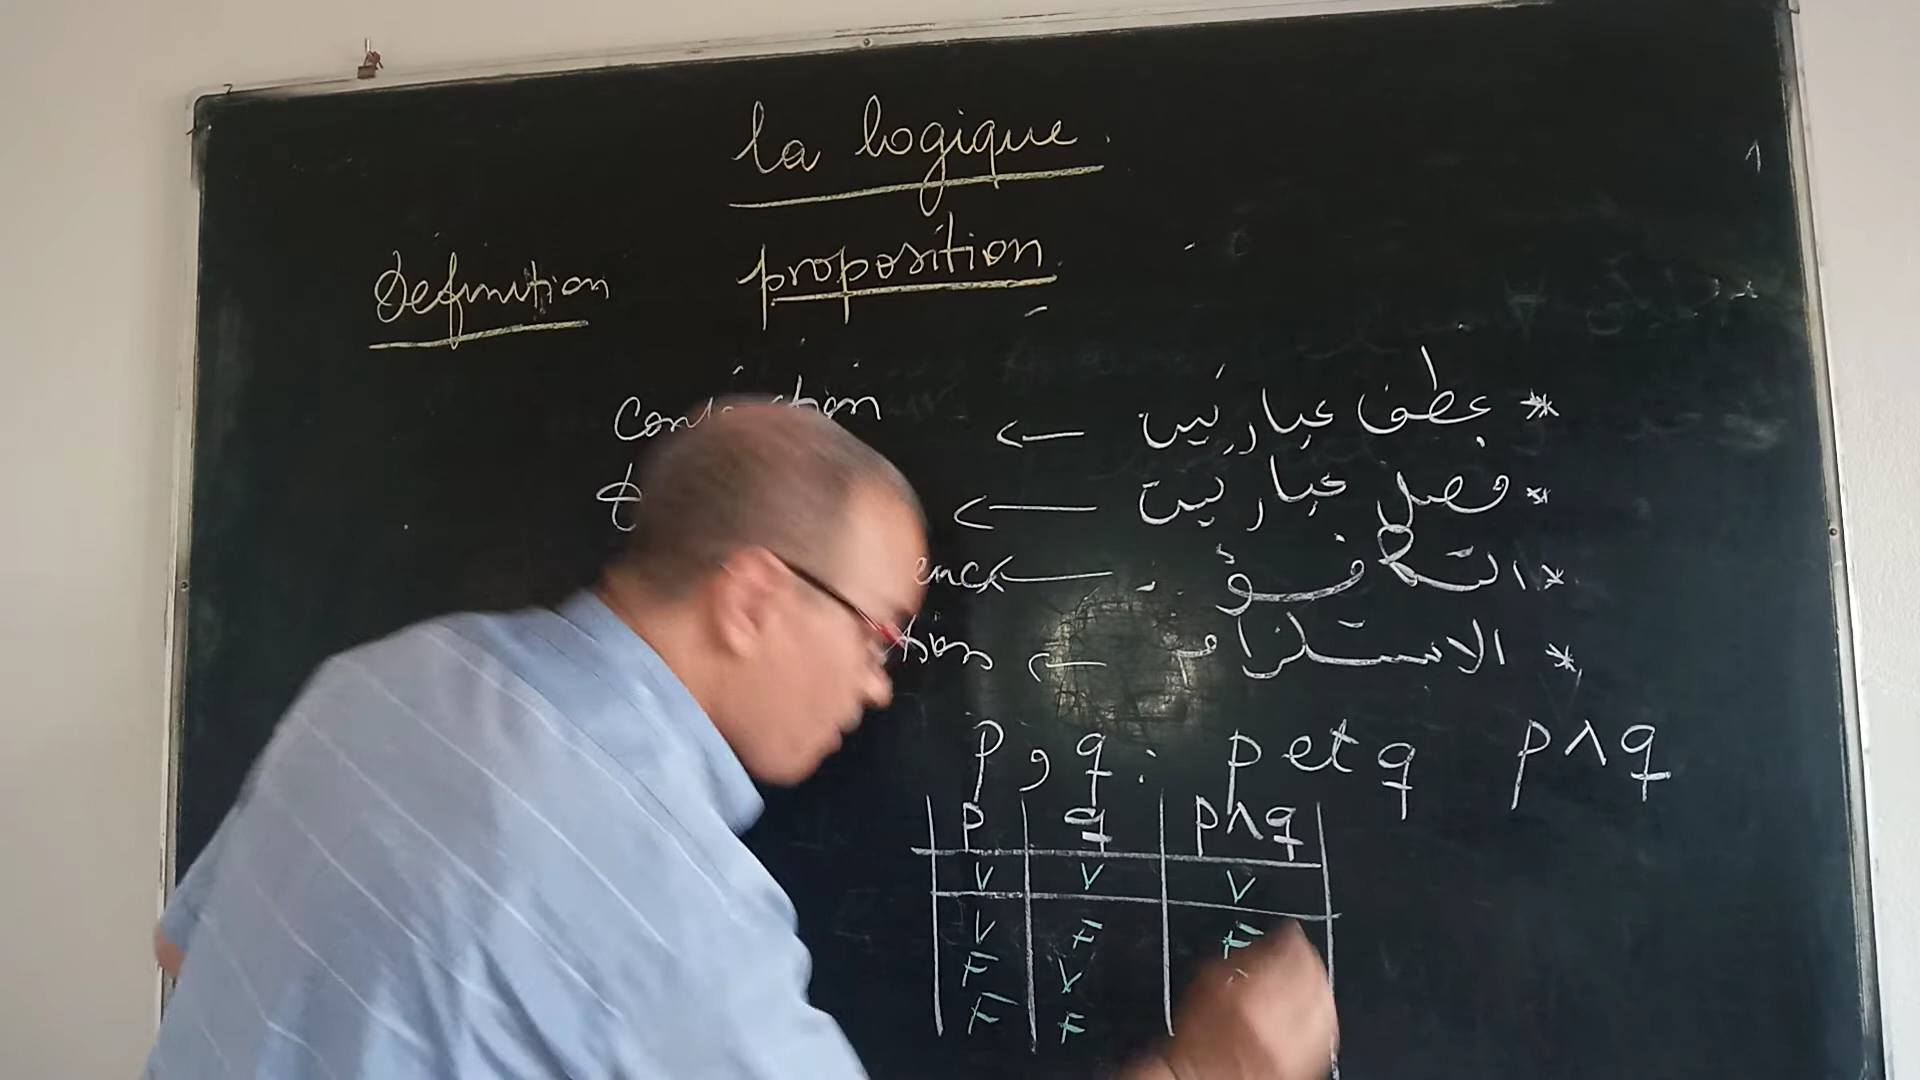 la logique.
Définition proposition
* عطف عبارتين ←
* فصل عبارتين ←
* التكافؤ ←
* الاستلزام ←
p, q : p et q p∧q
p q p∧q
V V V
V F F
F V
F F